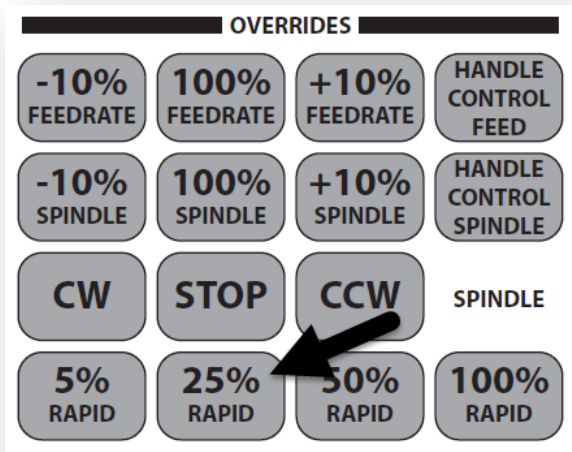 OVERRIDES
-10% 100% +10% HANDLE
FEEDRATE FEEDRATE FEEDRATE CONTROL
FEED
-10% 100% +10% HANDLE
SPINDLE SPINDLE SPINDLE CONTROL
SPINDLE
CW STOP CCW SPINDLE
5% 25% 50% 100%
RAPID RAPID RAPID RAPID